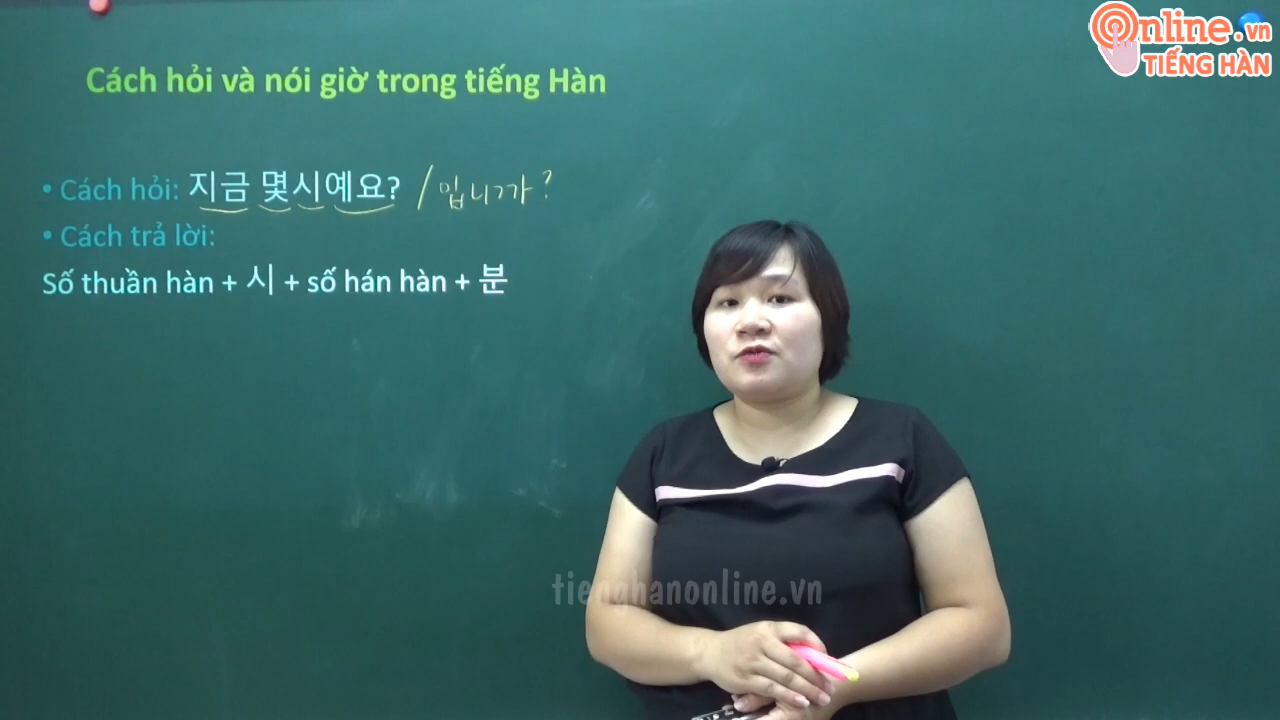 Online.vn
TIẾNG HÀN
Cách hỏi và nói giờ trong tiếng Hàn
• Cách hỏi: 지금 몇시예요? / 입니까?
• Cách trả lời:
Số thuần hàn + 시 + số hán hàn + 분
tienghanonline.vn